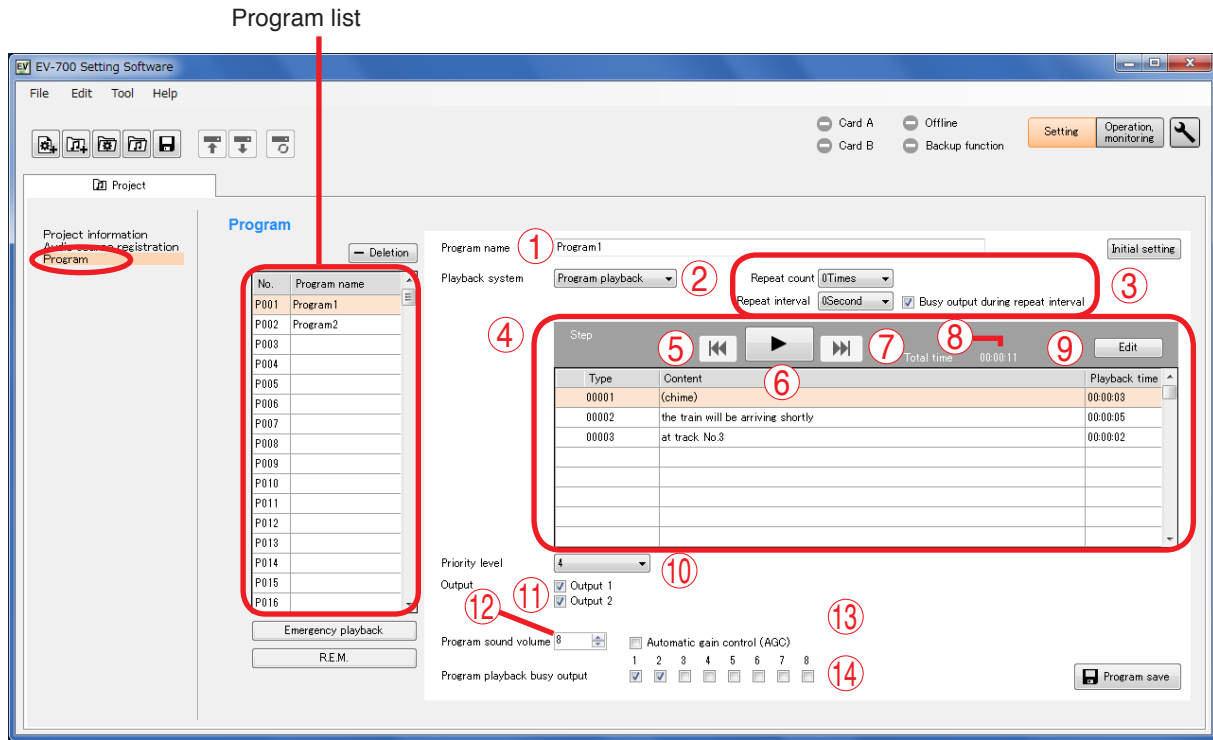 Program list
EV EV-700 Setting Software
File Edit Tool Help
Card A Offline
Card B Backup function
Setting
Operation, monitoring
Project
Project information
Audio source registration
Program
Program
Deletion
No. Program name
P001 Program1
P002 Program2
P003
P004
P005
P006
P007
P008
P009
P010
P011
P012
P013
P014
P015
P016
Emergency playback
R.E.M.
Program name ① Program1
Initial setting
Playback system Program playback ②
Repeat count 0Times
Repeat interval 0Second Busy output during repeat interval
③
④ Step ⑤ ⑥ ⑦ Total time ⑧ 00:00:11 ⑨ Edit
Type Content Playback time
00001 (chime) 00:00:03
00002 the train will be arriving shortly 00:00:05
00003 at track No.3 00:00:02
Priority level 4 ⑩
Output ⑪ Output 1
Output 2
⑫
Program sound volume 8 Automatic gain control (AGC) ⑬
1 2 3 4 5 6 7 8
Program playback busy output ⑭
Program save